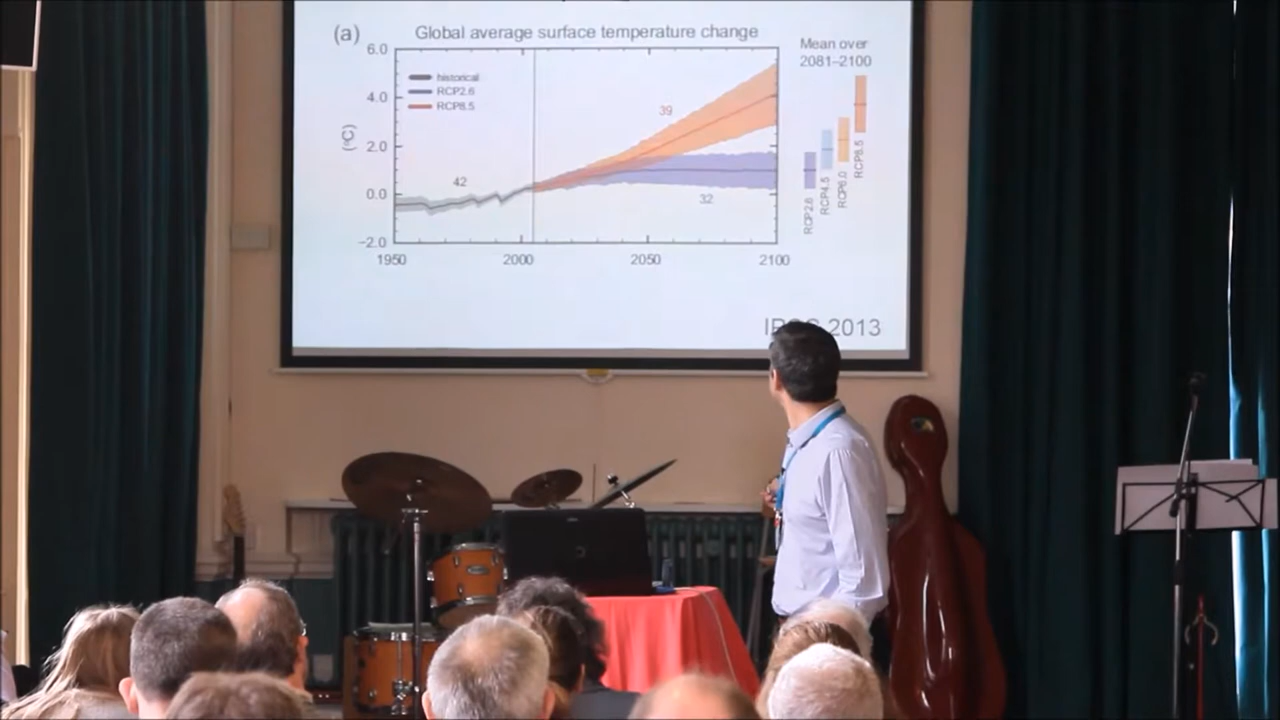 (a)
Global average surface temperature change
6.0
4.0
2.0
0.0
−2.0
(°C)
historical
RCP2.6
RCP8.5
42
39
32
1950
2000
2050
2100
Mean over
2081–2100
RCP2.6
RCP4.5
RCP6.0
RCP8.5
2013